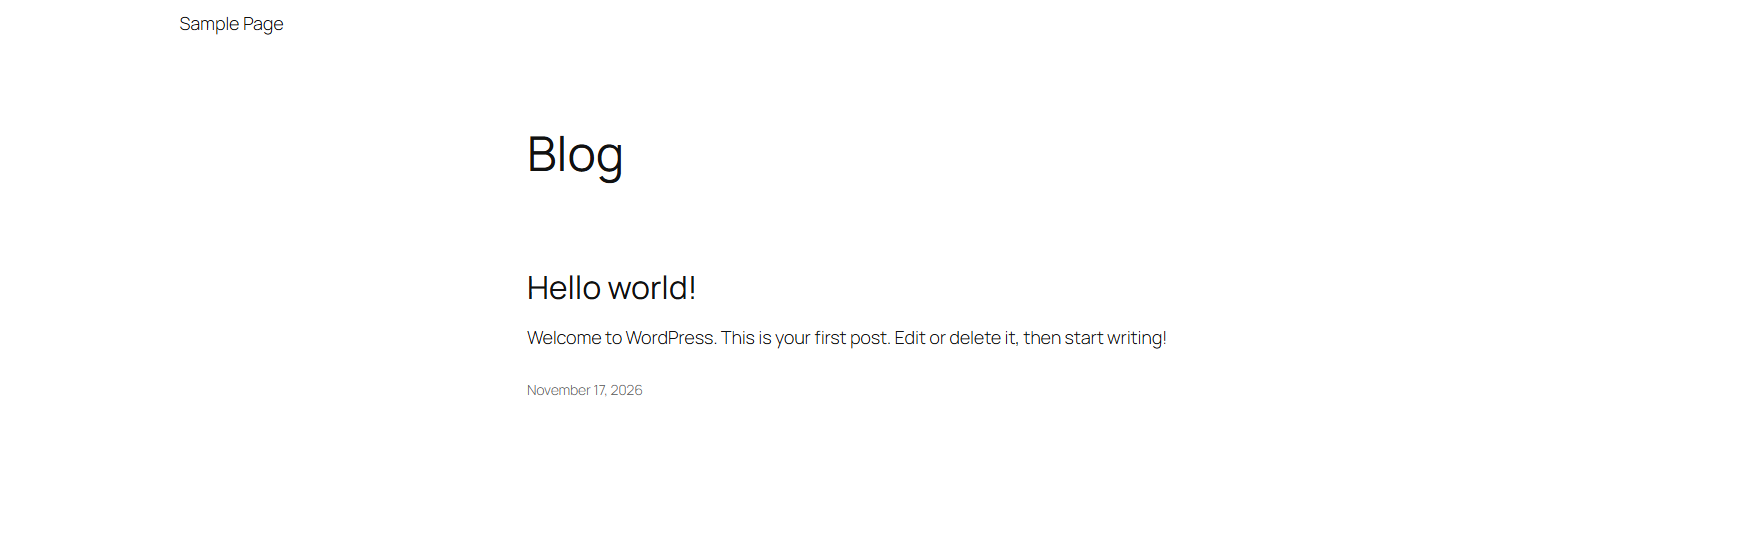 Sample Page
Blog
Hello world!
Welcome to WordPress. This is your first post. Edit or delete it, then start writing!
November 17, 2026